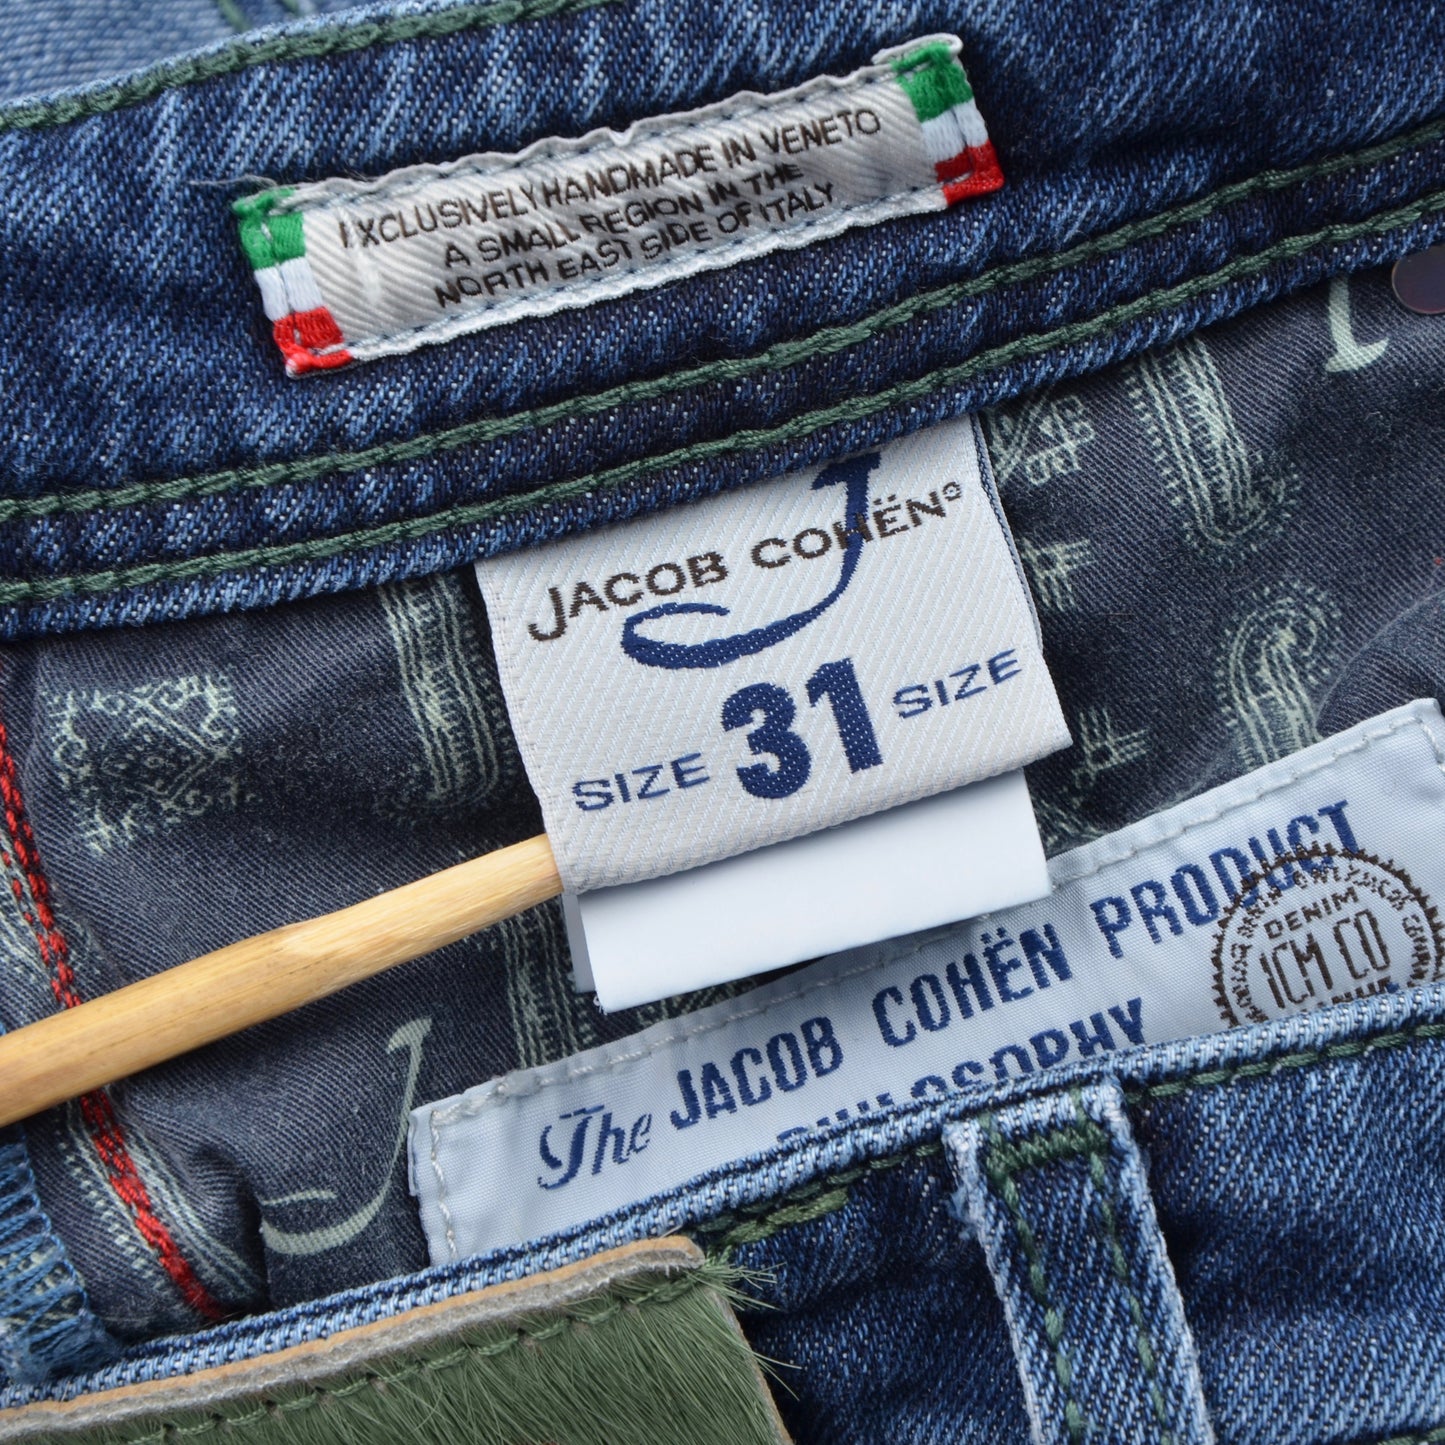 EXCLUSIVELY HANDMADE IN VENETO
A SMALL REGION IN THE
NORTH EAST SIDE OF ITALY
JACOB COHËN
SIZE 31 SIZE
The JACOB COHËN PRODUCT
PHILOSOPHY
DENIM
ICM CO